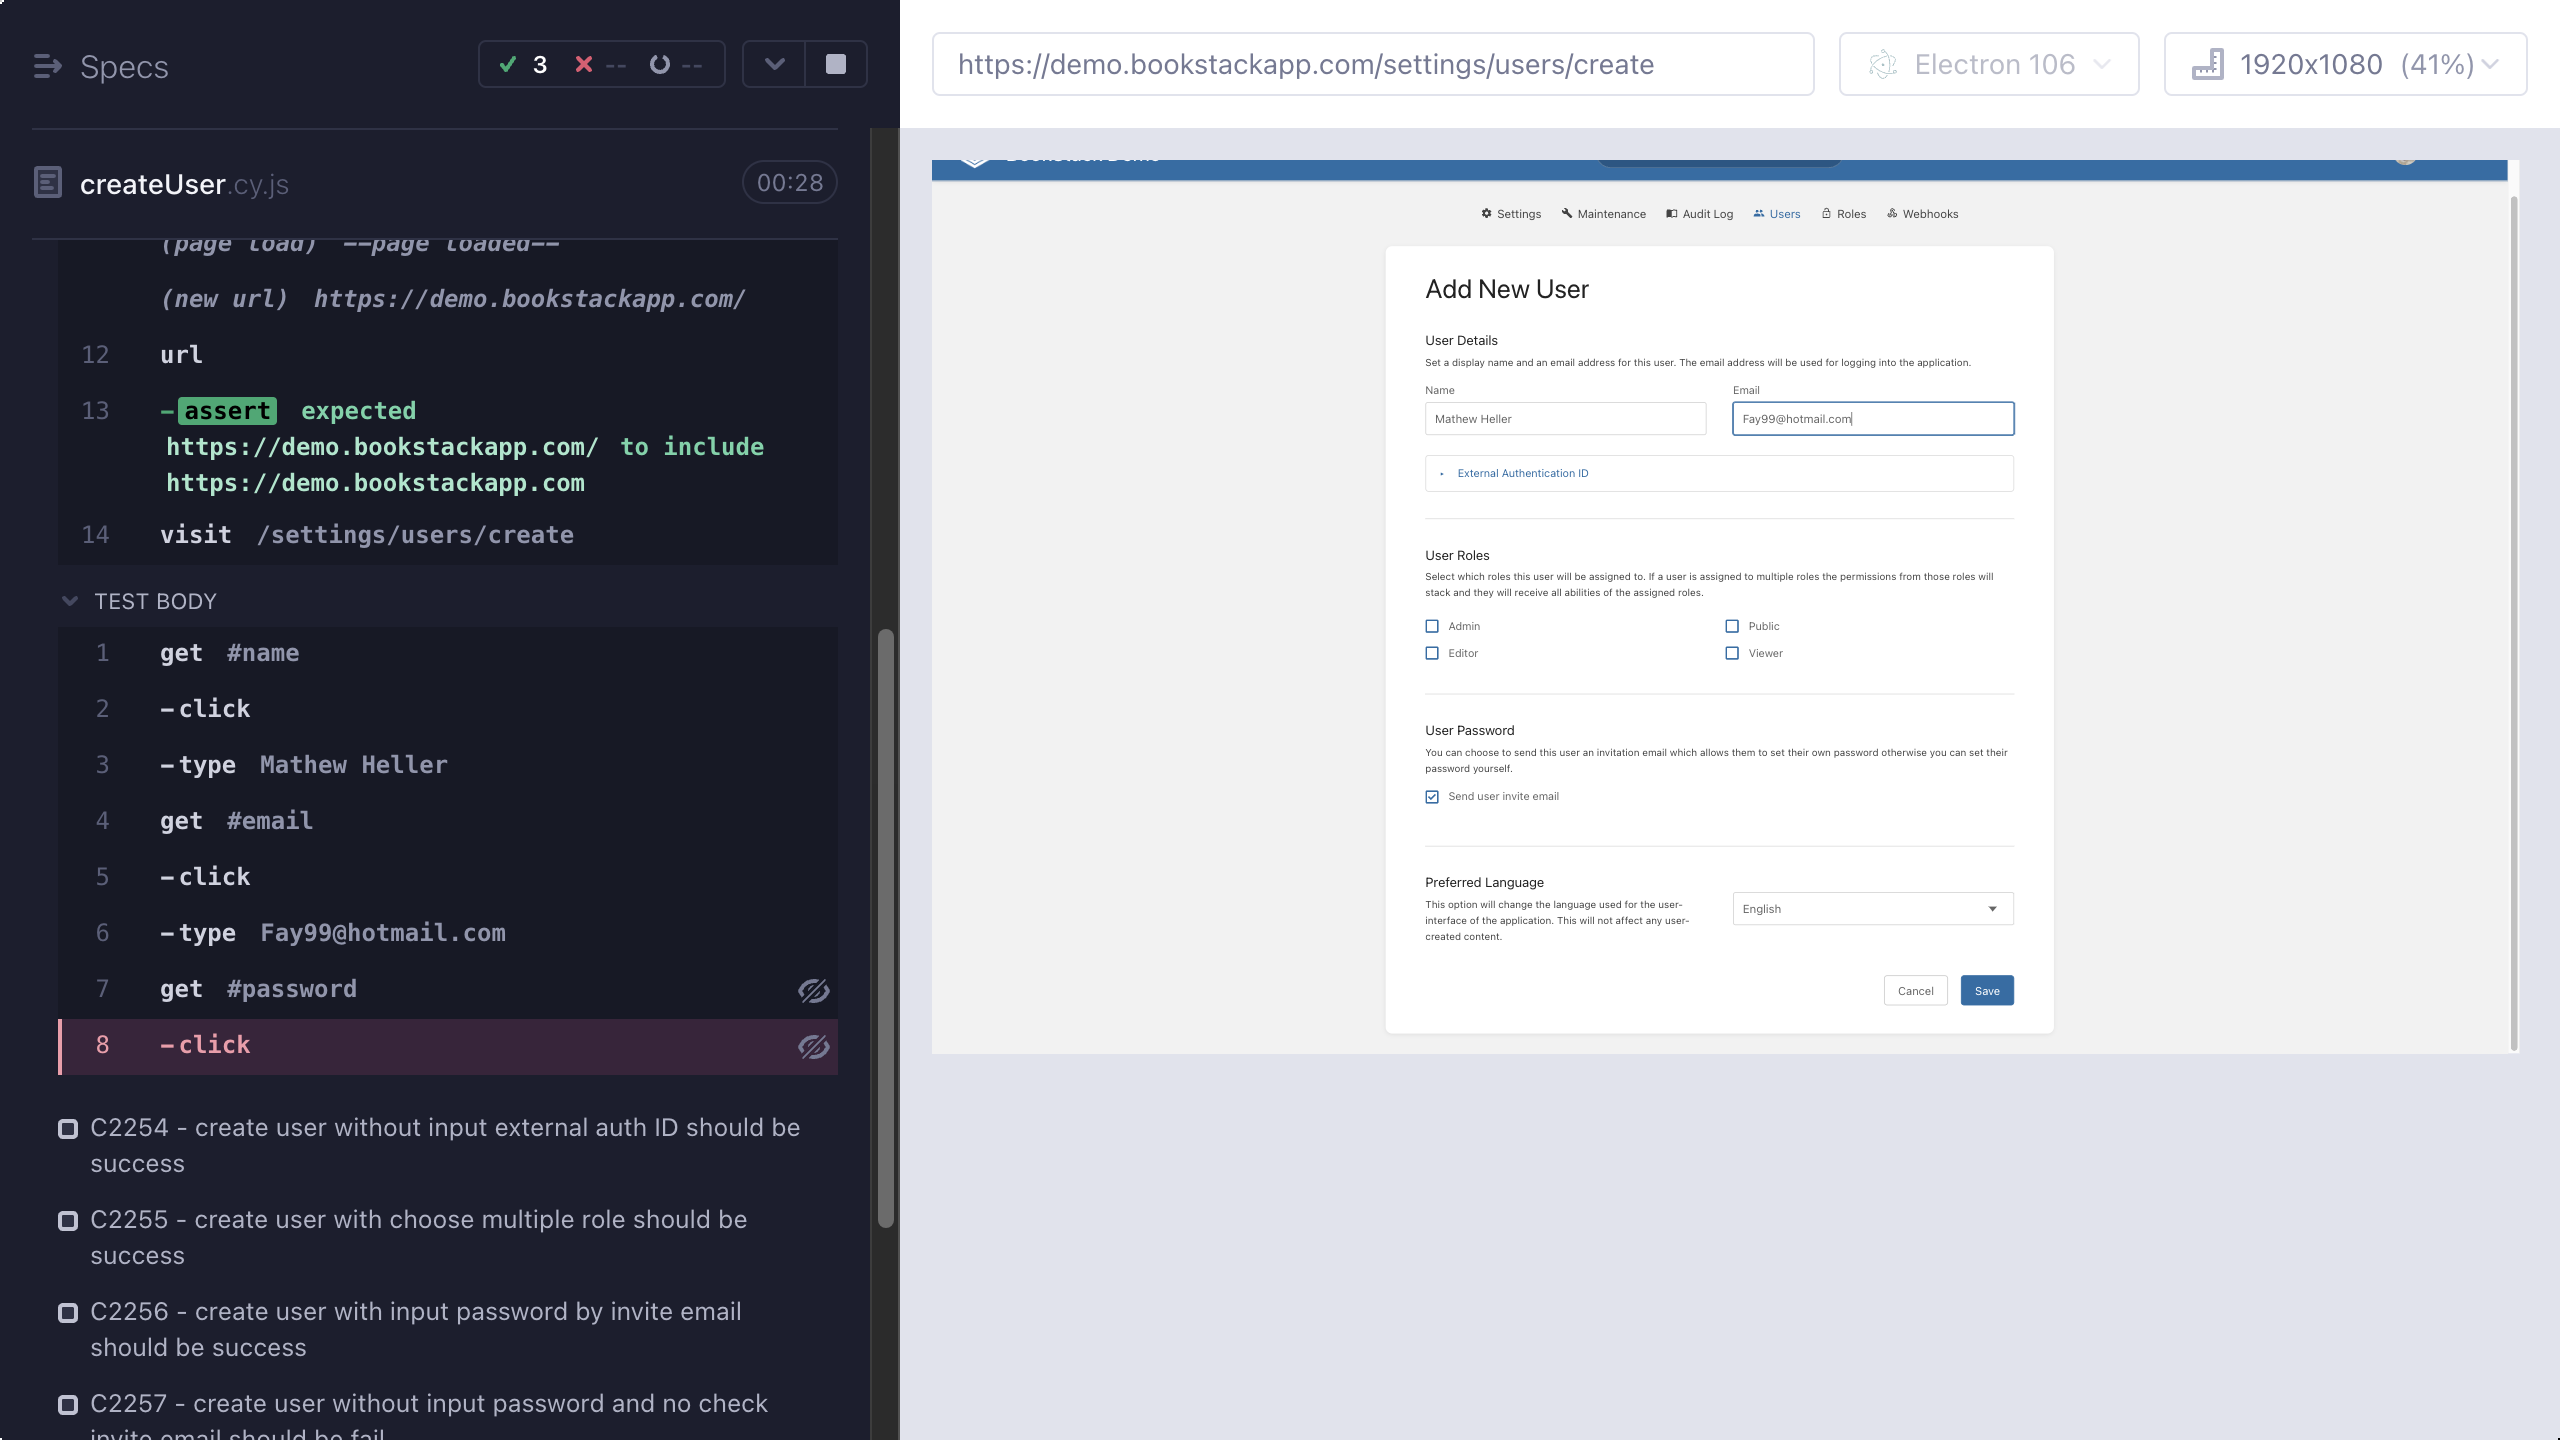 Specs
3 -- --
createUser.cy.js
00:28
(page load) --page loaded--
(new url) https://demo.bookstackapp.com/
12 url
13 -assert expected
https://demo.bookstackapp.com/ to include
https://demo.bookstackapp.com
14 visit /settings/users/create
TEST BODY
1 get #name
2 -click
3 -type Mathew Heller
4 get #email
5 -click
6 -type Fay99@hotmail.com
7 get #password
8 -click
C2254 - create user without input external auth ID should be
success
C2255 - create user with choose multiple role should be
success
C2256 - create user with input password by invite email
should be success
C2257 - create user without input password and no check
invite email should be fail
https://demo.bookstackapp.com/settings/users/create
Electron 106
1920x1080 (41%)
BookStack Demo
Settings Maintenance Audit Log Users Roles Webhooks
Add New User
User Details
Set a display name and an email address for this user. The email address will be used for logging into the application.
Name Email
Mathew Heller Fay99@hotmail.com
External Authentication ID
User Roles
Select which roles this user will be assigned to. If a user is assigned to multiple roles the permissions from those roles will
stack and they will receive all abilities of the assigned roles.
Admin Public
Editor Viewer
User Password
You can choose to send this user an invitation email which allows them to set their own password otherwise you can set their
password yourself.
Send user invite email
Preferred Language
This option will change the language used for the user-
interface of the application. This will not affect any user-
created content.
English
Cancel Save